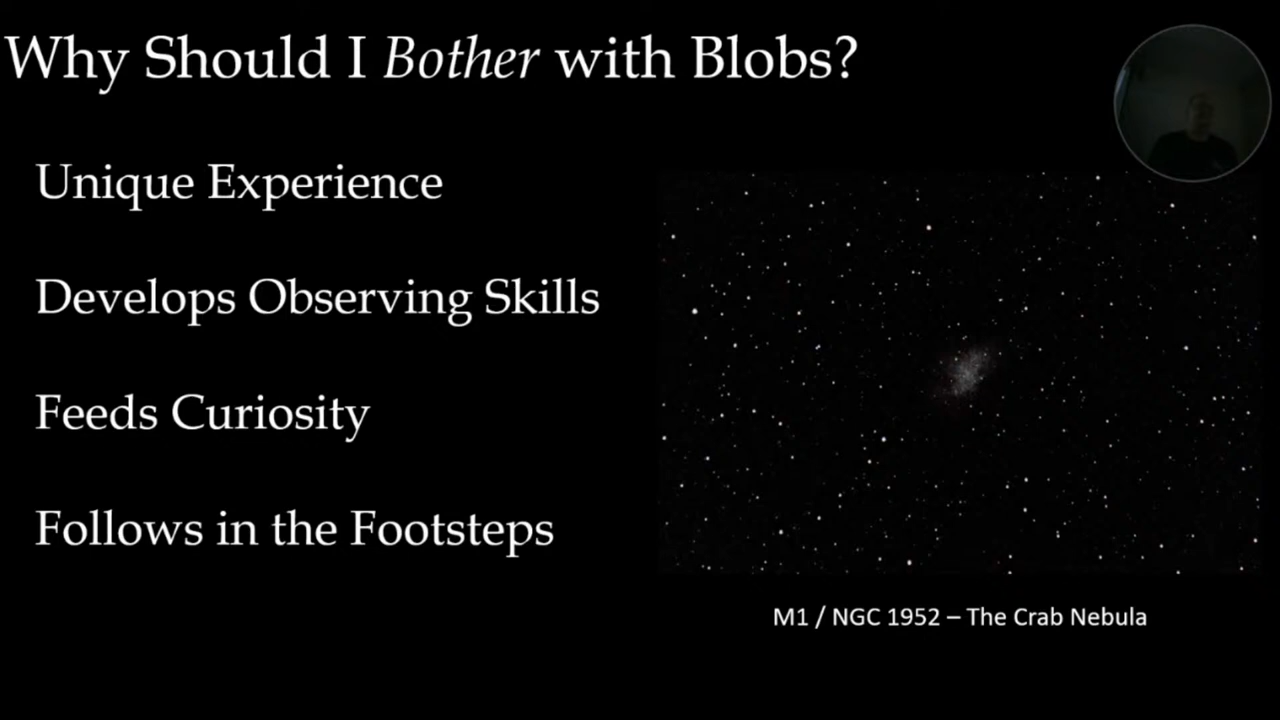 Why Should I Bother with Blobs?
Unique Experience
Develops Observing Skills
Feeds Curiosity
Follows in the Footsteps
M1 / NGC 1952 – The Crab Nebula